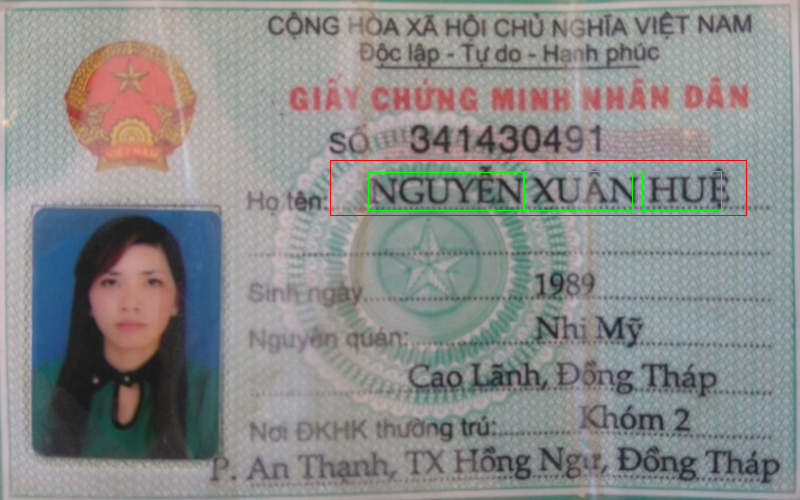 CỘNG HÒA XÃ HỘI CHỦ NGHĨA VIỆT NAM
Độc lập - Tự do - Hạnh phúc
GIẤY CHỨNG MINH NHÂN DÂN
SỐ 341430491
Họ tên: NGUYỄN XUÂN HUỆ
Sinh ngày 1989
Nguyên quán: Nhị Mỹ
Cao Lãnh, Đồng Tháp
Nơi ĐKHK thường trú: Khóm 2
P. An Thạnh, TX Hồng Ngự, Đồng Tháp
VIỆT NAM